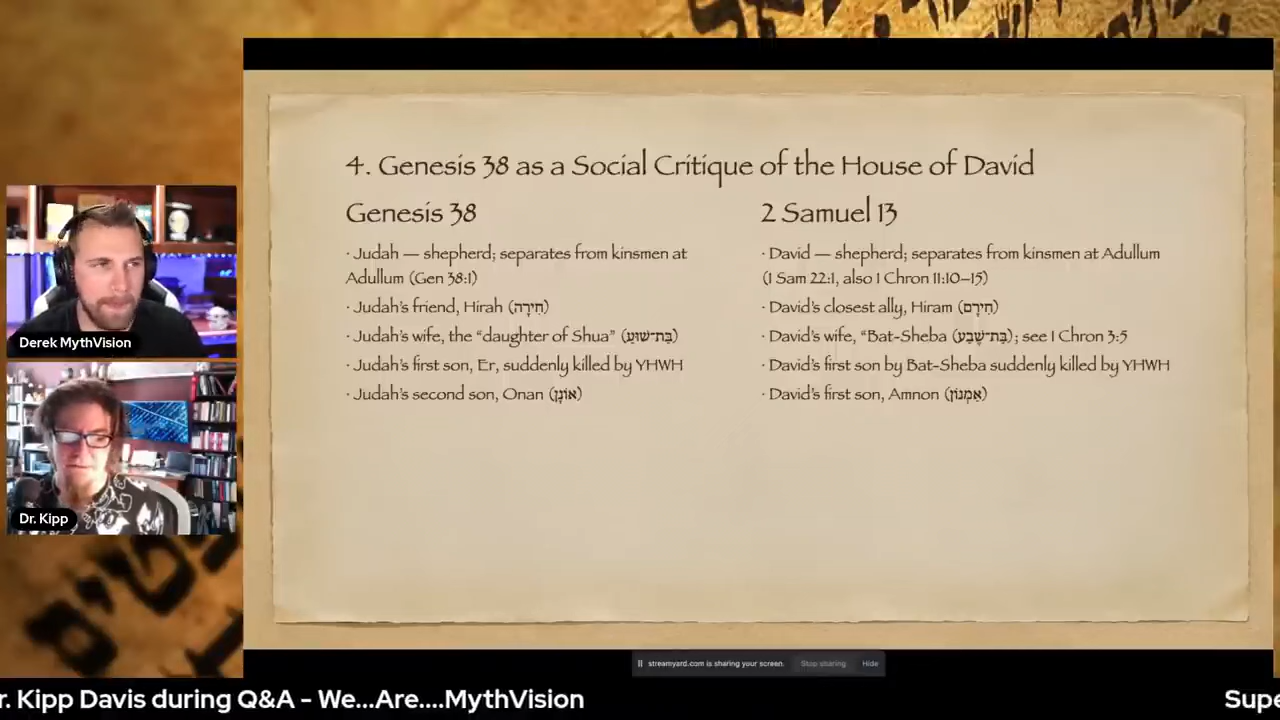 4. Genesis 38 as a Social Critique of the House of David
Genesis 38
· Judah — shepherd; separates from kinsmen at
Adullum (Gen 38:1)
· Judah's friend, Hirah (חִירָה)
· Judah's wife, the “daughter of Shua” (בַּת־שׁוּעַ)
· Judah's first son, Er, suddenly killed by YHWH
· Judah's second son, Onan (אוֹנָן)
2 Samuel 13
· David — shepherd; separates from kinsmen at Adullum
(1 Sam 22:1, also 1 Chron 11:10–15)
· David's closest ally, Hiram (חִירָם)
· David's wife, “Bat-Sheba (בַּת־שֶׁבַע); see 1 Chron 3:5
· David's first son by Bat-Sheba suddenly killed by YHWH
· David's first son, Amnon (אַמְנוֹן)
Derek MythVision
Dr. Kipp
streamyard.com is sharing your screen. Stop sharing Hide
r. Kipp Davis during Q&A - We...Are....MythVision
Supe